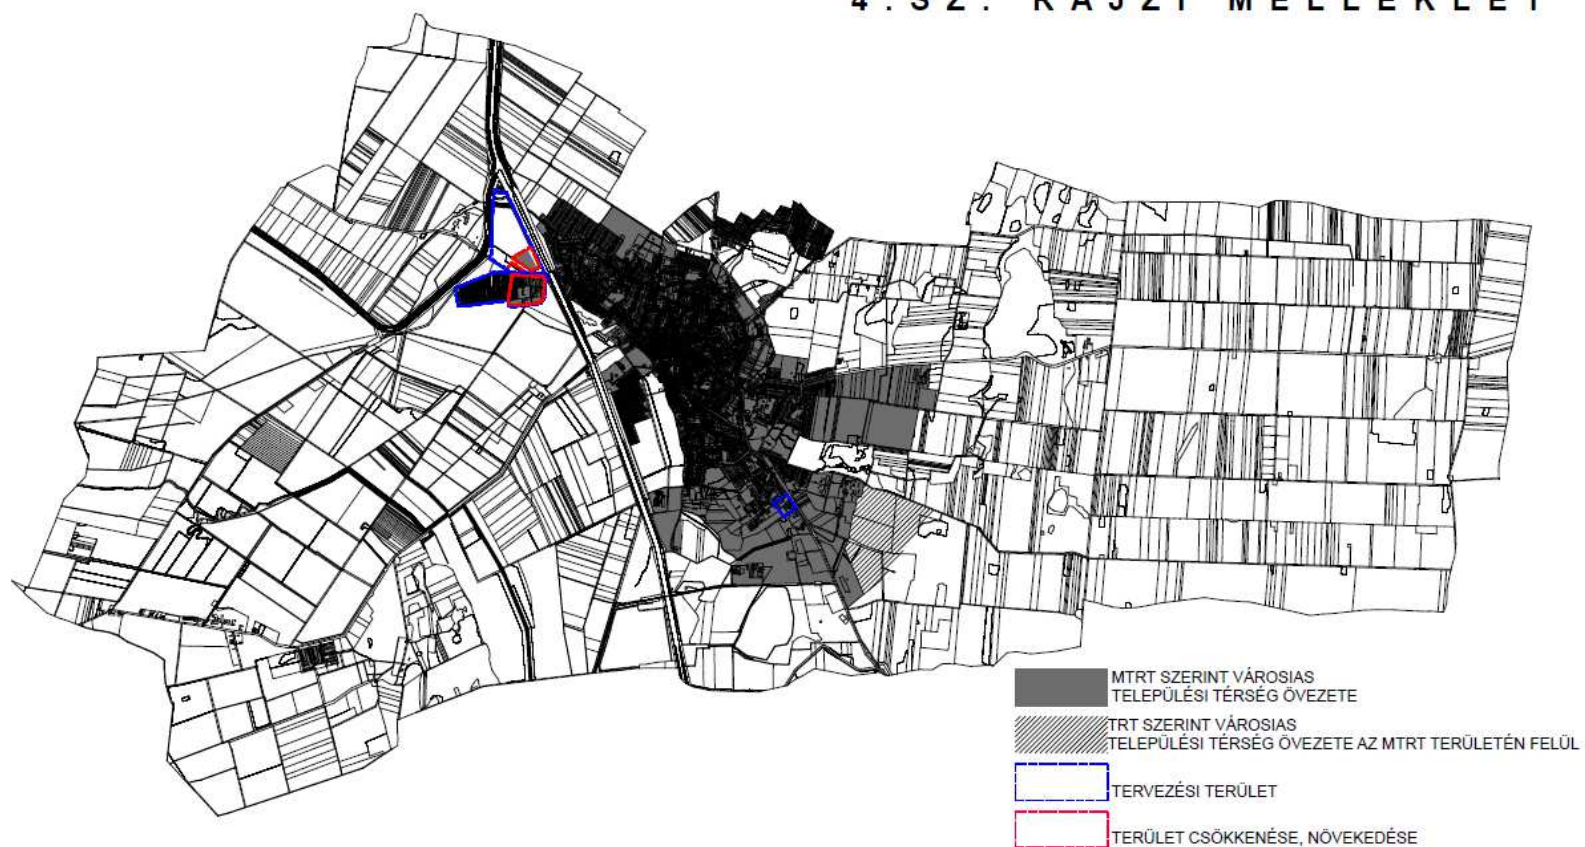 4.SZ. RAJZI MELLÉKLET
MTRT SZERINT VÁROSIAS
TELEPÜLÉSI TÉRSÉG ÖVEZETE
TRT SZERINT VÁROSIAS
TELEPÜLÉSI TÉRSÉG ÖVEZETE AZ MTRT TERÜLETÉN FELÜL
TERVEZÉSI TERÜLET
TERÜLET CSÖKKENÉSE, NÖVEKEDÉSE